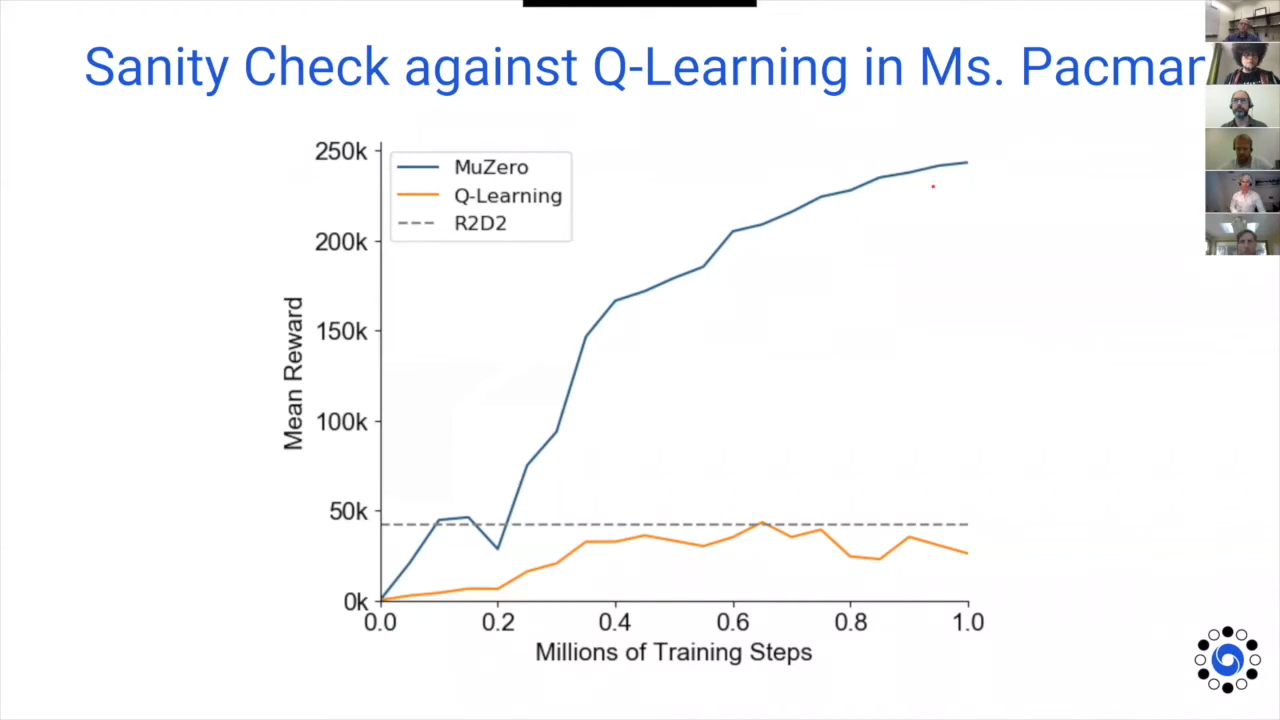 Sanity Check against Q-Learning in Ms. Pacman
250k
200k
150k
100k
50k
0k
Mean Reward
MuZero
Q-Learning
R2D2
0.0 0.2 0.4 0.6 0.8 1.0
Millions of Training Steps